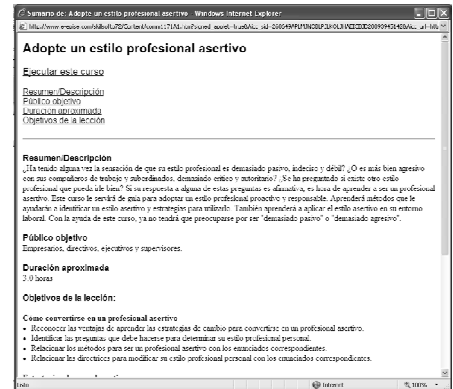 Sumario de: Adopte un estilo profesional asertivo - Windows Internet Explorer
Adopte un estilo profesional asertivo
Ejecutar este curso
Resumen/Descripción
Público objetivo
Duración aproximada
Objetivos de la lección
Resumen/Descripción
¿Ha tenido alguna vez la sensación de que su estilo profesional es demasiado pasivo, indeciso y débil? ¿O es más bien agresivo
con sus compañeros de trabajo y subordinados, demasiado crítico y autoritario? ¿Se ha preguntado si existe otro estilo
profesional que pueda irle bien? Si su respuesta a alguna de estas preguntas es afirmativa, es hora de aprender a ser un profesional
asertivo. Este curso le servirá de guía para adoptar un estilo profesional proactivo y responsable. Aprenderá métodos que le
ayudarán a identificar un estilo asertivo y estrategias para utilizarlo. También aprenderá a aplicar el estilo asertivo en su entorno
laboral. Con la ayuda de este curso, ya no tendrá que preocuparse por ser "demasiado pasivo" o "demasiado agresivo".
Público objetivo
Empresarios, directivos, ejecutivos y supervisores.
Duración aproximada
3.0 horas
Objetivos de la lección:
Cómo convertirse en un profesional asertivo
• Reconocer las ventajas de aprender las estrategias de cambio para convertirse en un profesional asertivo.
• Identificar las preguntas que debe hacerse para determinar su estilo profesional personal.
• Relacionar los métodos para ser un profesional asertivo con los enunciados correspondientes.
• Relacionar las directrices para modificar su estilo profesional personal con los enunciados correspondientes.
Listo
Internet
100%